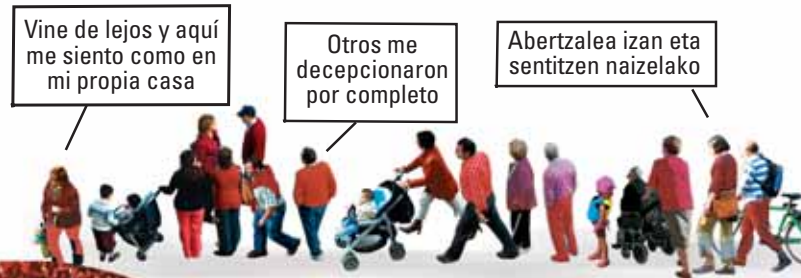 Vine de lejos y aquí
me siento como en
mi propia casa
Otros me
decepcionaron
por completo
Abertzalea izan eta
sentitzen naizelako